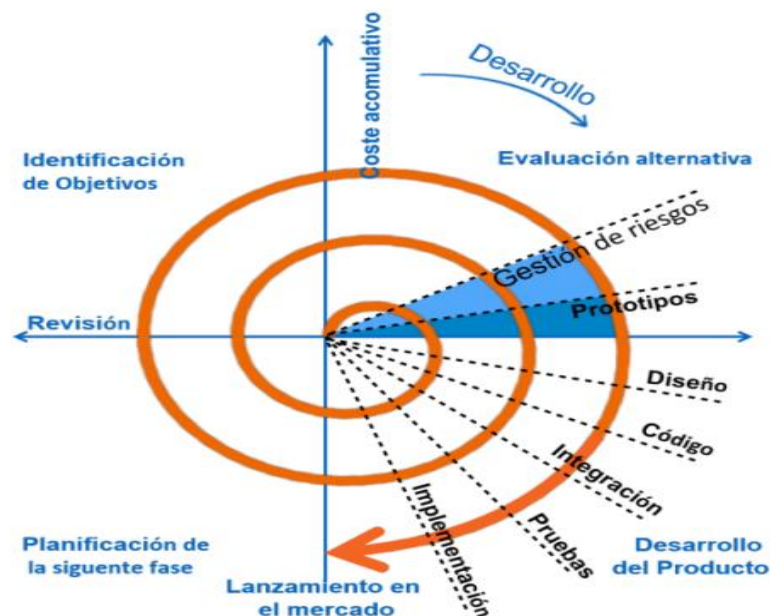 Coste acomulativo
Desarrollo
Identificación
de Objetivos
Evaluación alternativa
Gestión de riesgos
Prototipos
Revisión
Diseño
Código
Integración
Pruebas
Implementación
Planificación de
la siguente fase
Lanzamiento en
el mercado
Desarrollo
del Producto